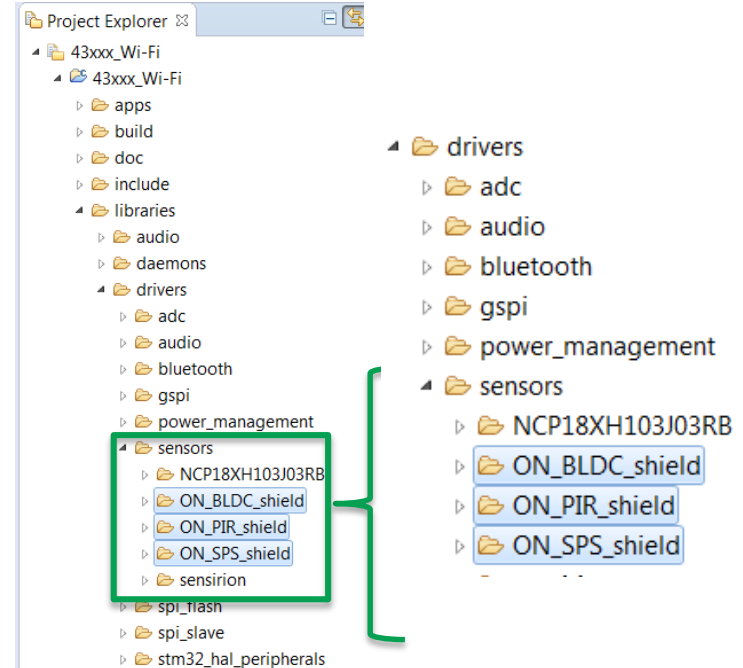 Project Explorer
43xxx_Wi-Fi
43xxx_Wi-Fi
apps
build
doc
include
libraries
audio
daemons
drivers
adc
audio
bluetooth
gspi
power_management
sensors
NCP18XH103J03RB
ON_BLDC_shield
ON_PIR_shield
ON_SPS_shield
sensirion
spi_flash
spi_slave
stm32_hal_peripherals
drivers
adc
audio
bluetooth
gspi
power_management
sensors
NCP18XH103J03RB
ON_BLDC_shield
ON_PIR_shield
ON_SPS_shield